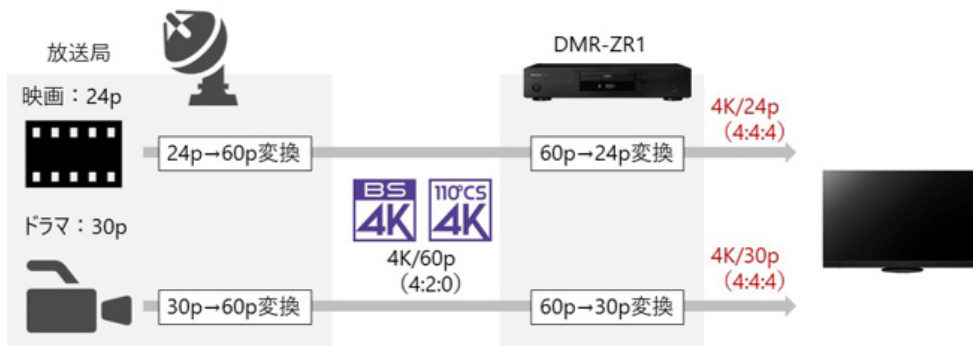 放送局
DMR-ZR1
映画：24p
4K/24p
（4:4:4）
24p→60p変換
60p→24p変換
BS
4K
110°CS
4K
ドラマ：30p
4K/60p
（4:2:0）
4K/30p
（4:4:4）
30p→60p変換
60p→30p変換